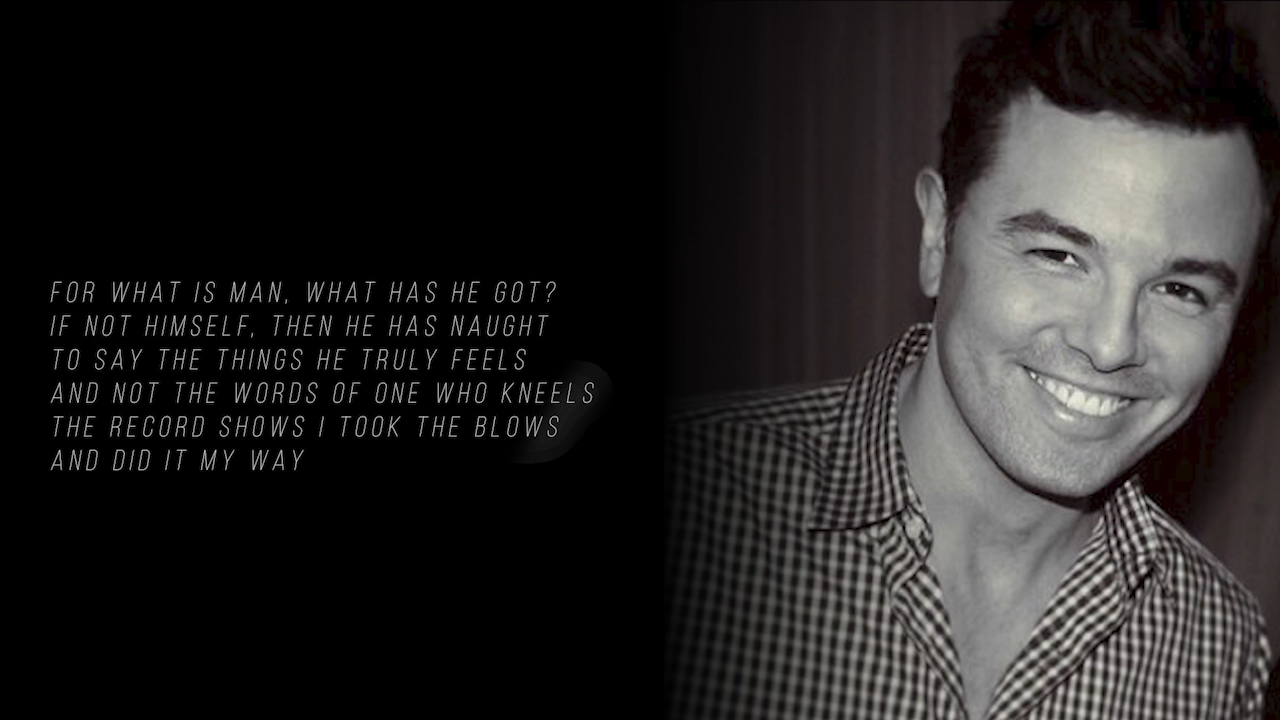 FOR WHAT IS MAN, WHAT HAS HE GOT?
IF NOT HIMSELF, THEN HE HAS NAUGHT
TO SAY THE THINGS HE TRULY FEELS
AND NOT THE WORDS OF ONE WHO KNEELS
THE RECORD SHOWS I TOOK THE BLOWS
AND DID IT MY WAY